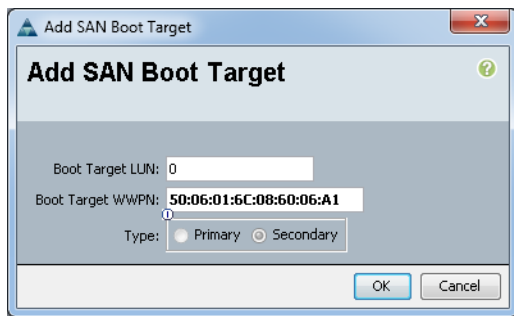 Add SAN Boot Target
Add SAN Boot Target
Boot Target LUN: 0
Boot Target WWPN: 50:06:01:6C:08:60:06:A1
Type: Primary Secondary
OK Cancel